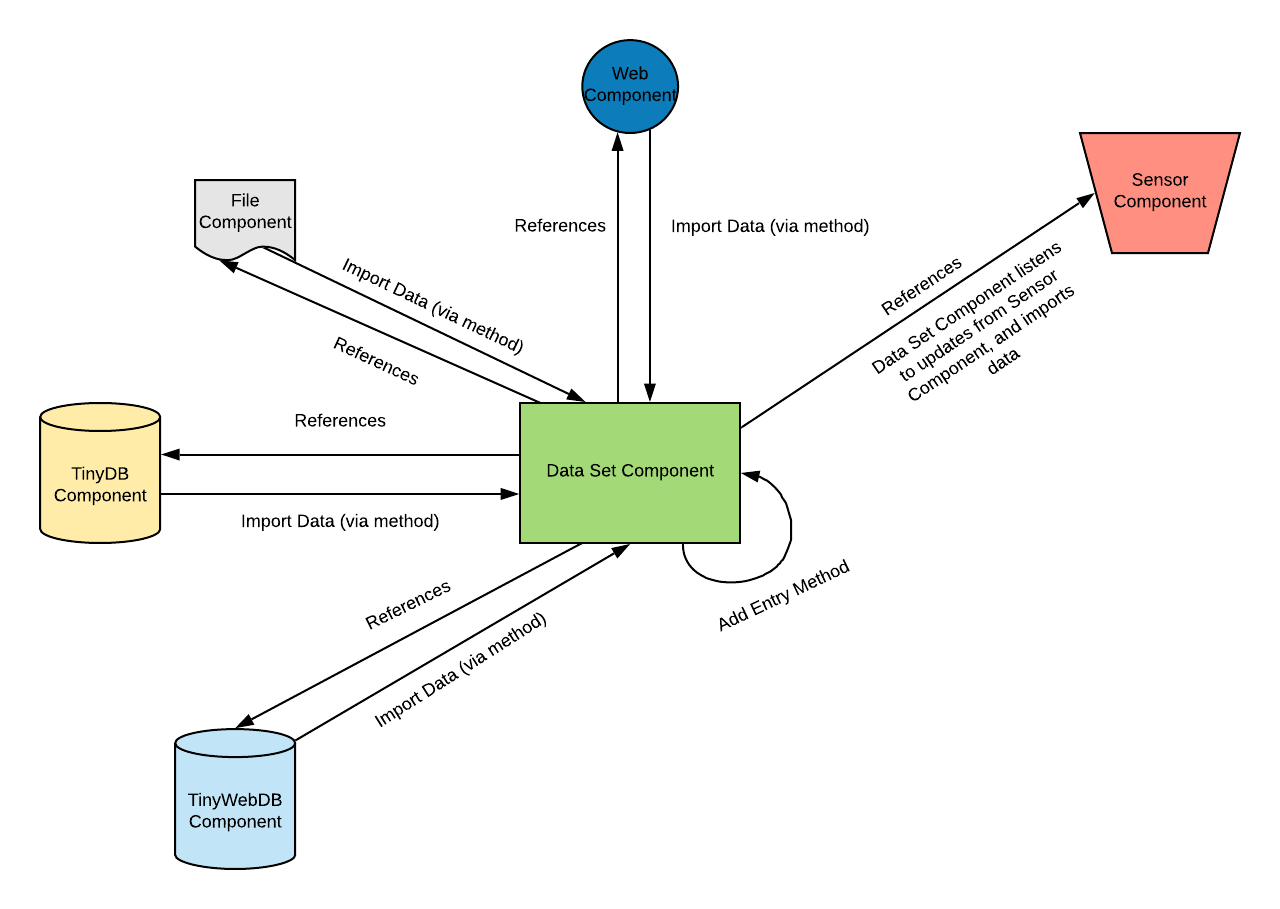 Web
Component
Sensor
Component
File
Component
References
Import Data (via method)
Import Data (via method)
References
References
Data Set Component listens
to updates from Sensor
Component, and imports
data
References
TinyDB
Component
Data Set Component
Import Data (via method)
References
Add Entry Method
Import Data (via method)
TinyWebDB
Component